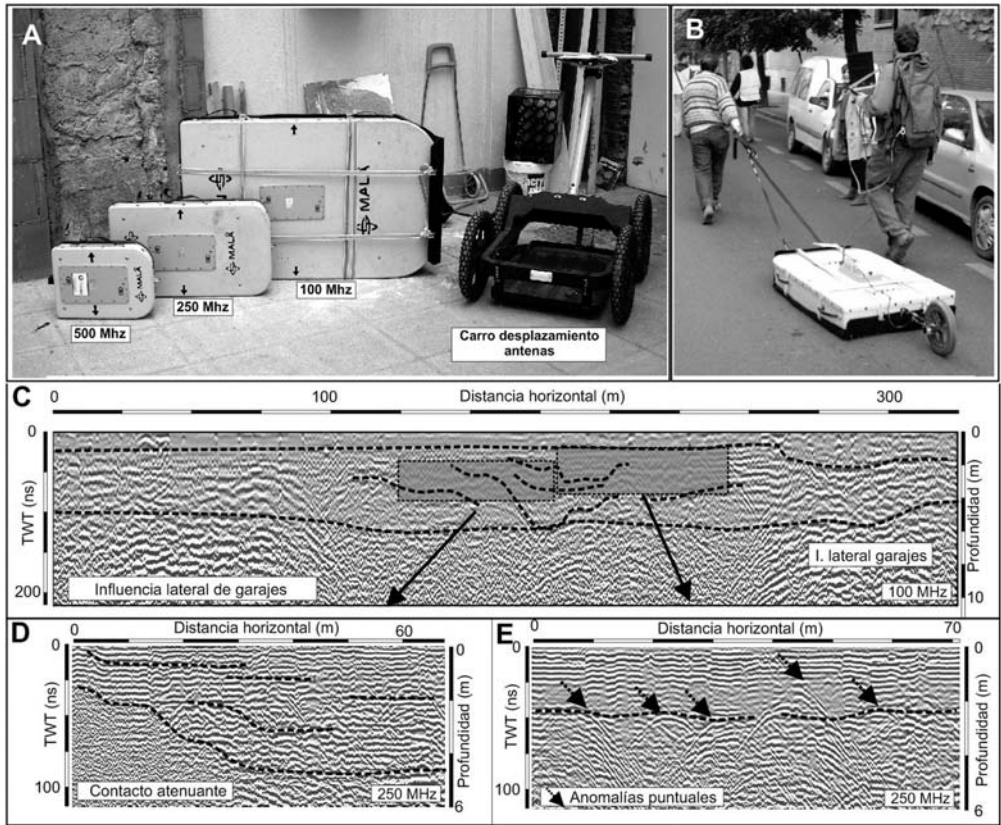 A
MALÅ
MALÅ
MALÅ
500 Mhz
250 Mhz
100 Mhz
Carro desplazamiento
antenas
B
C
Distancia horizontal (m)
0
100
300
0
TWT (ns)
200
0
Profundidad (m)
10
Influencia lateral de garajes
I. lateral garajes
100 MHz
D
Distancia horizontal (m)
0
60
0
TWT (ns)
100
0
Profundidad (m)
6
Contacto atenuante
250 MHz
E
Distancia horizontal (m)
0
70
0
TWT (ns)
100
0
Profundidad (m)
6
Anomalías puntuales
250 MHz